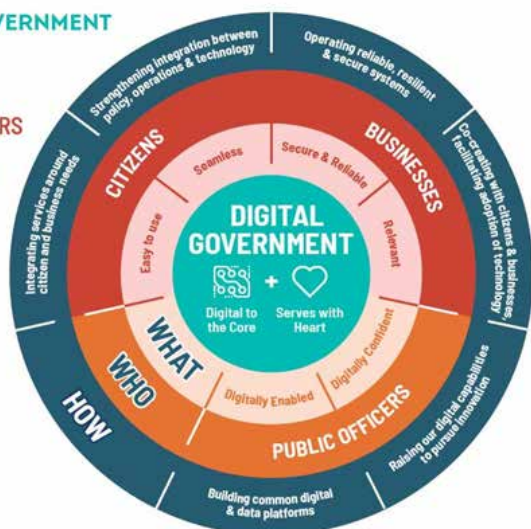 VERNMENT
RS
Strengthening integration between
policy, operations & technology
Operating reliable, resilient
& secure systems
Co-creating with citizens & businesses,
facilitating adoption of technology
Raising our digital capabilities
to pursue innovation
Building common digital
& data platforms
HOW
Integrating services around
citizen and business needs
CITIZENS
BUSINESSES
PUBLIC OFFICERS
WHO
Easy to use
Seamless
Secure & Reliable
Relevant
Digitally Confident
Digitally Enabled
WHAT
DIGITAL
GOVERNMENT
+
Digital to
the Core
Serves with
Heart